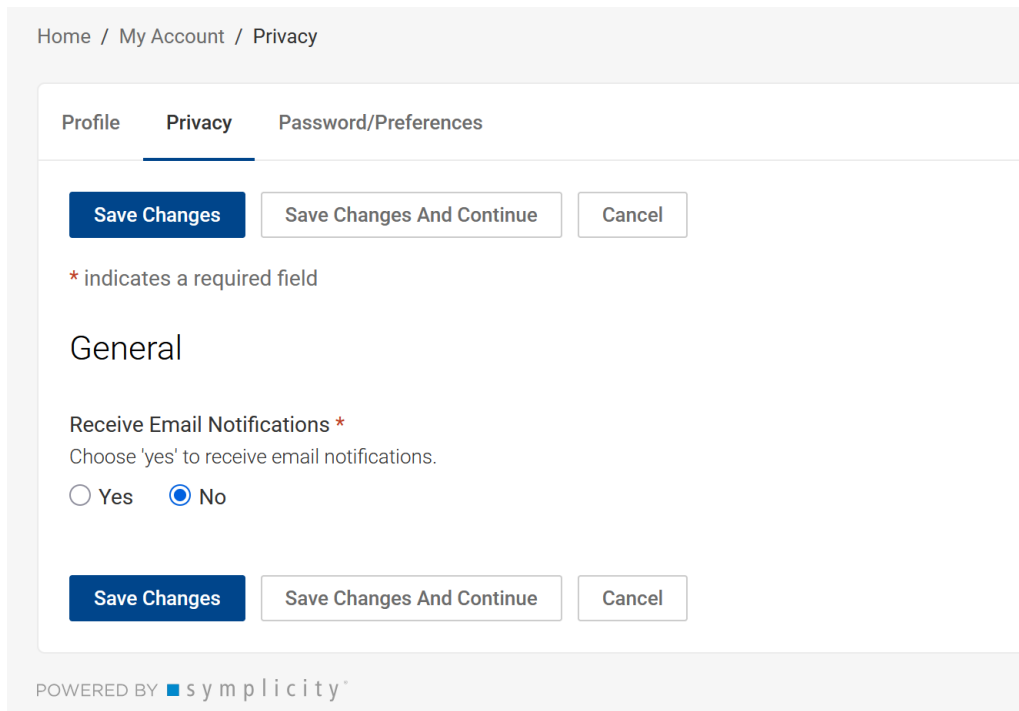 Home / My Account / Privacy
Profile Privacy Password/Preferences
Save Changes Save Changes And Continue Cancel
* indicates a required field
General
Receive Email Notifications *
Choose 'yes' to receive email notifications.
Yes No
Save Changes Save Changes And Continue Cancel
POWERED BY symplicity